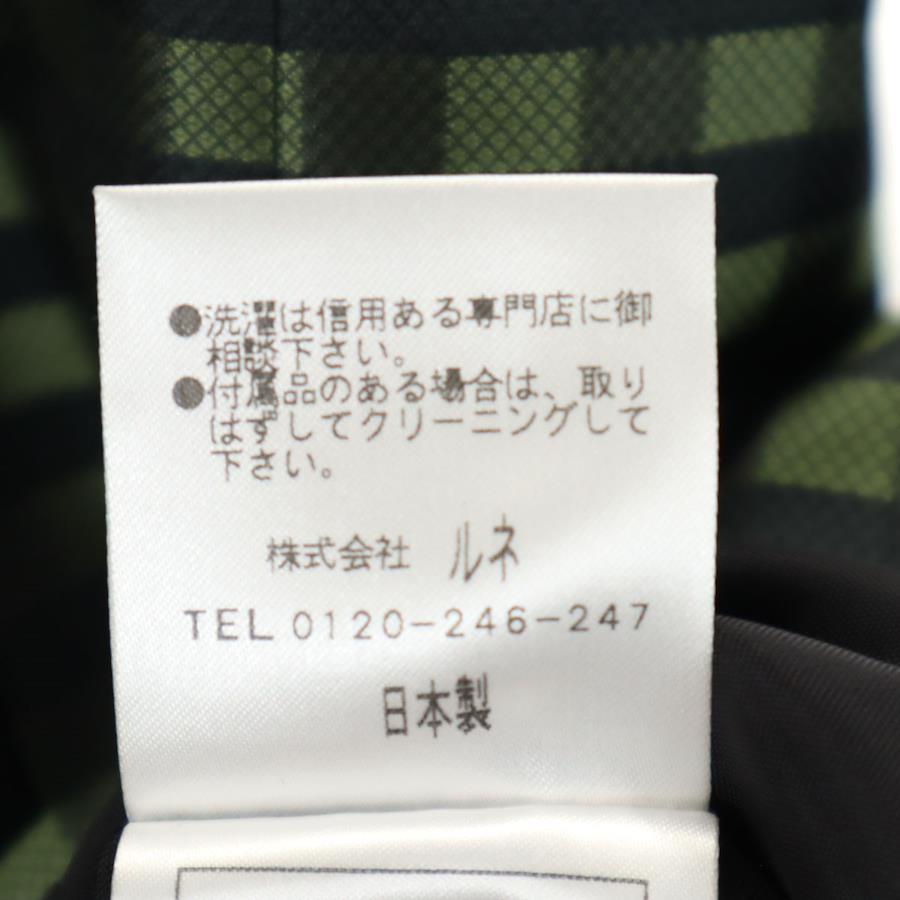 ●洗濯は信用ある専門店に御
相談下さい。
●付属品のある場合は、取り
はずしてクリーニングして
下さい。
株式会社 ルネ
TEL 0120-246-247
日本製